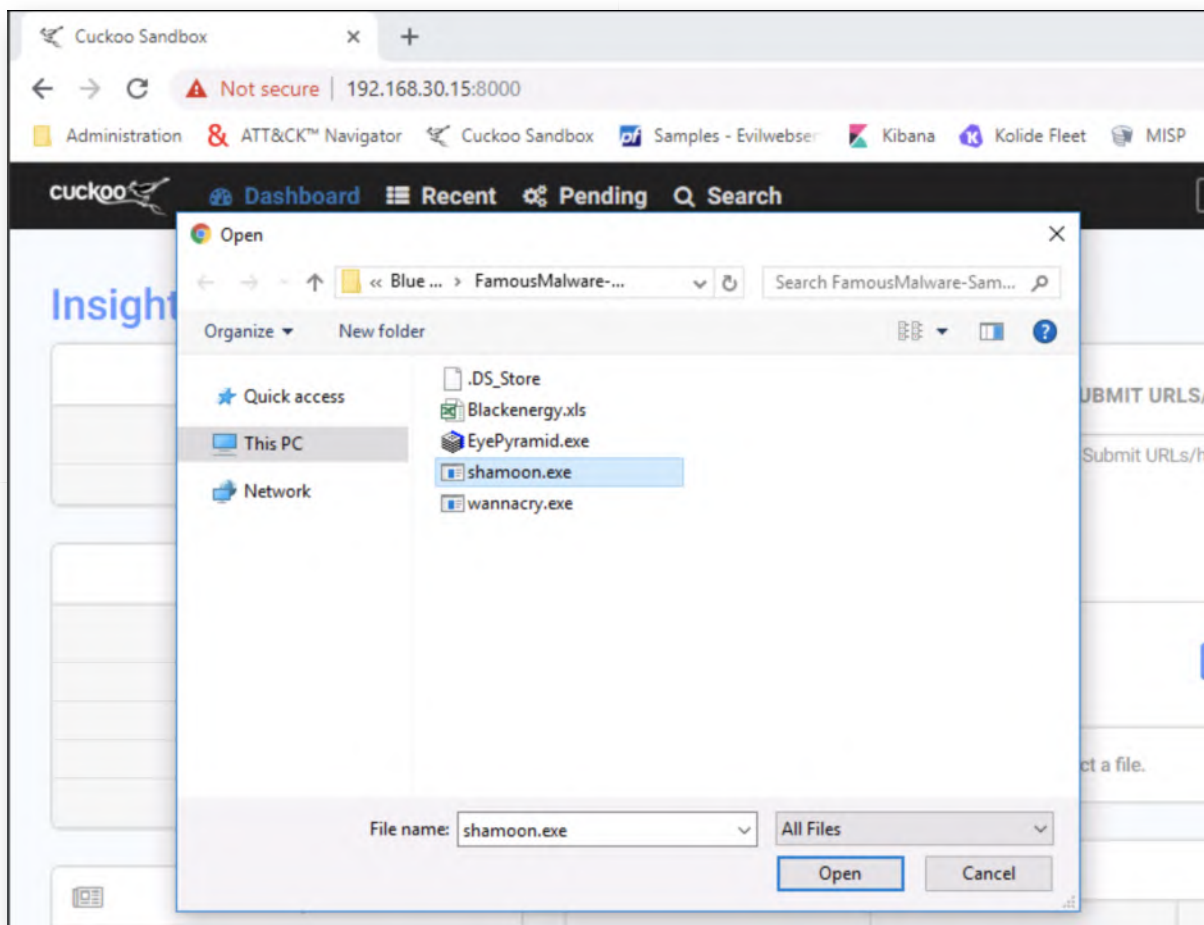 Cuckoo Sandbox
Not secure | 192.168.30.15:8000
Administration & ATT&CK™ Navigator Cuckoo Sandbox pf Samples - Evilwebser Kibana K Kolide Fleet MISP
cuckoo Dashboard Recent Pending Search
Open
« Blue ... › FamousMalware-... Search FamousMalware-Sam...
Insight
Organize New folder ?
.DS_Store
Quick access
UBMIT URLS/
Blackenergy.xls
This PC
EyePyramid.exe
Submit URLs/h
shamoon.exe
Network
wannacry.exe
ct a file.
File name: shamoon.exe All Files
Open Cancel